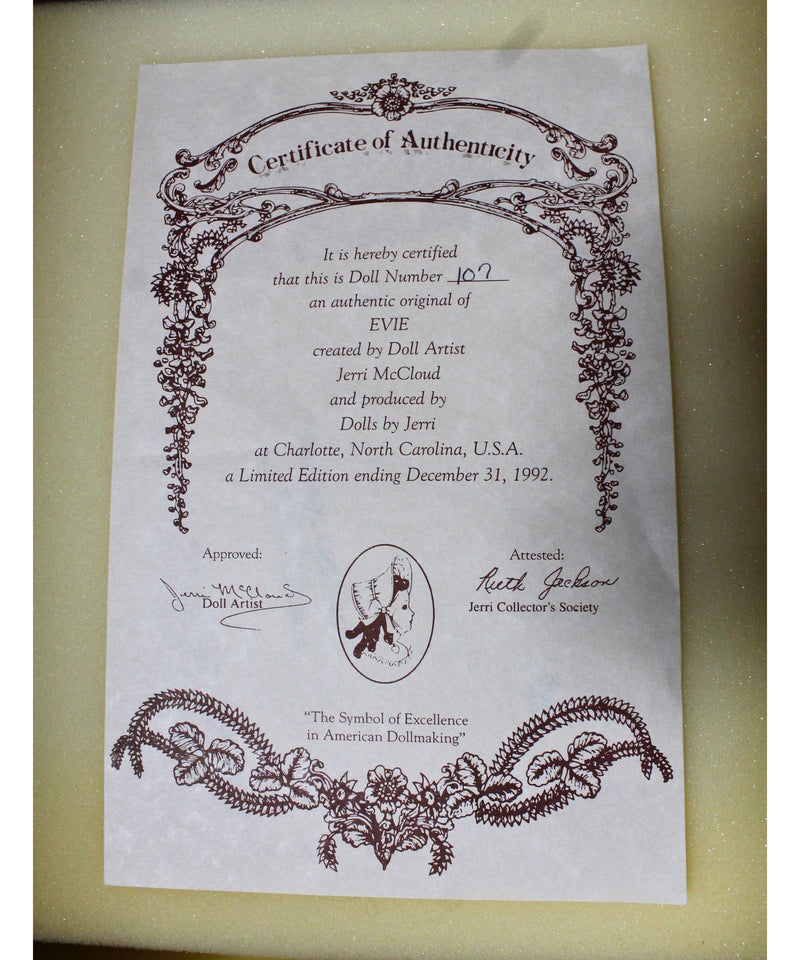 Certificate of Authenticity
It is hereby certified
that this is Doll Number 107
an authentic original of
EVIE
created by Doll Artist
Jerri McCloud
and produced by
Dolls by Jerri
at Charlotte, North Carolina, U.S.A.
a Limited Edition ending December 31, 1992.
Approved:
Jerri McCloud
Doll Artist
Attested:
Ruth Jackson
Jerri Collector's Society
"The Symbol of Excellence
in American Dollmaking"